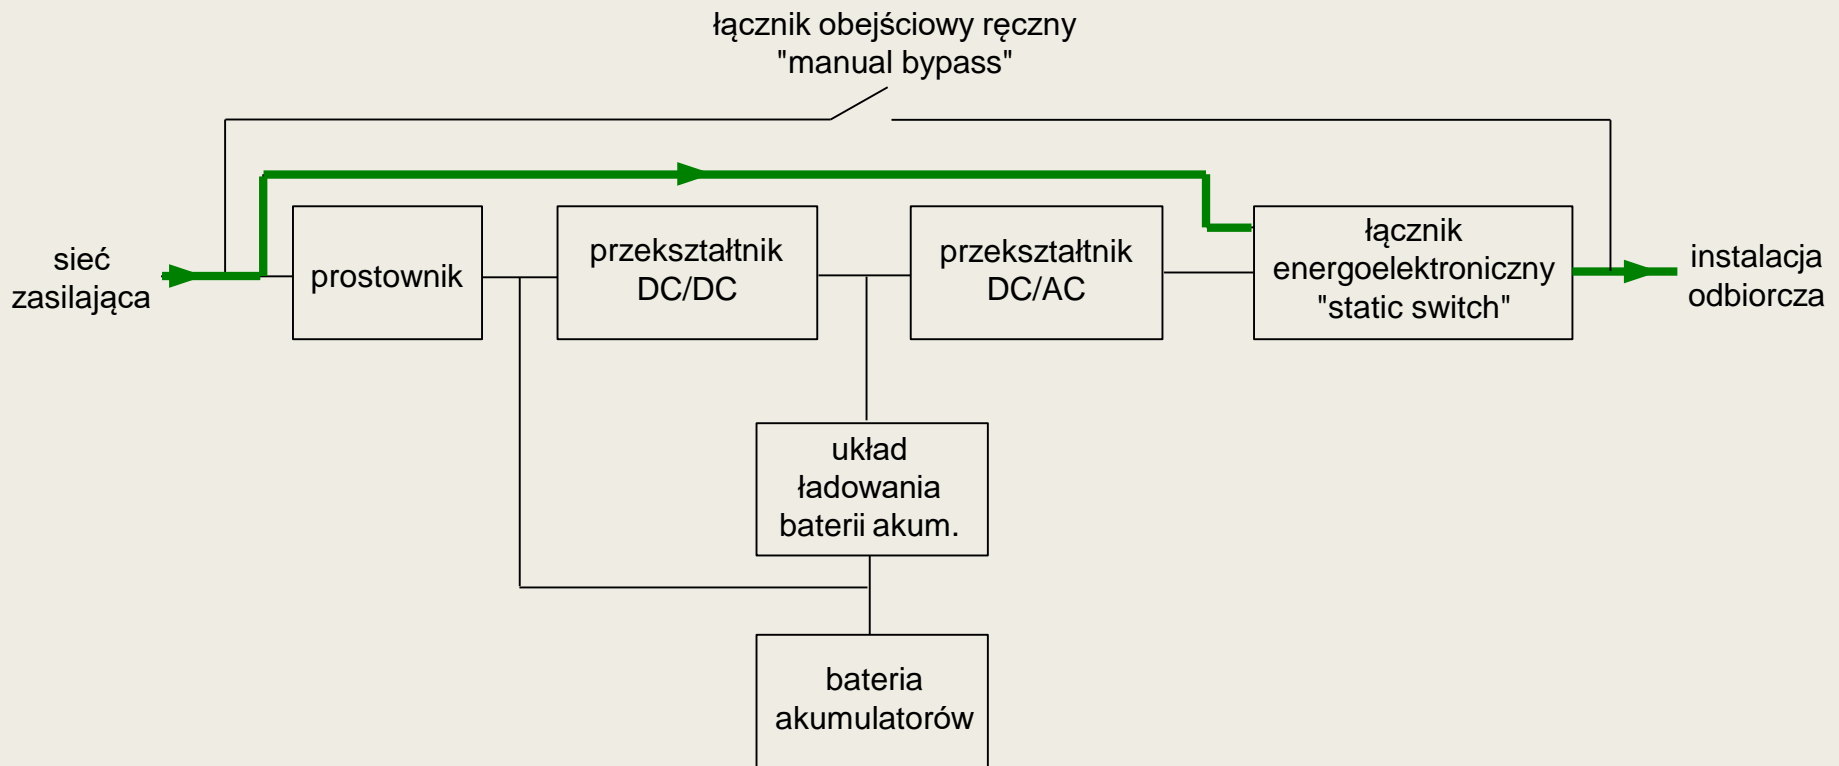 łącznik obejściowy ręczny
"manual bypass"
sieć
zasilająca
prostownik
przekształtnik
DC/DC
przekształtnik
DC/AC
łącznik
energoelektroniczny
"static switch"
instalacja
odbiorcza
układ
ładowania
baterii akum.
bateria
akumulatorów